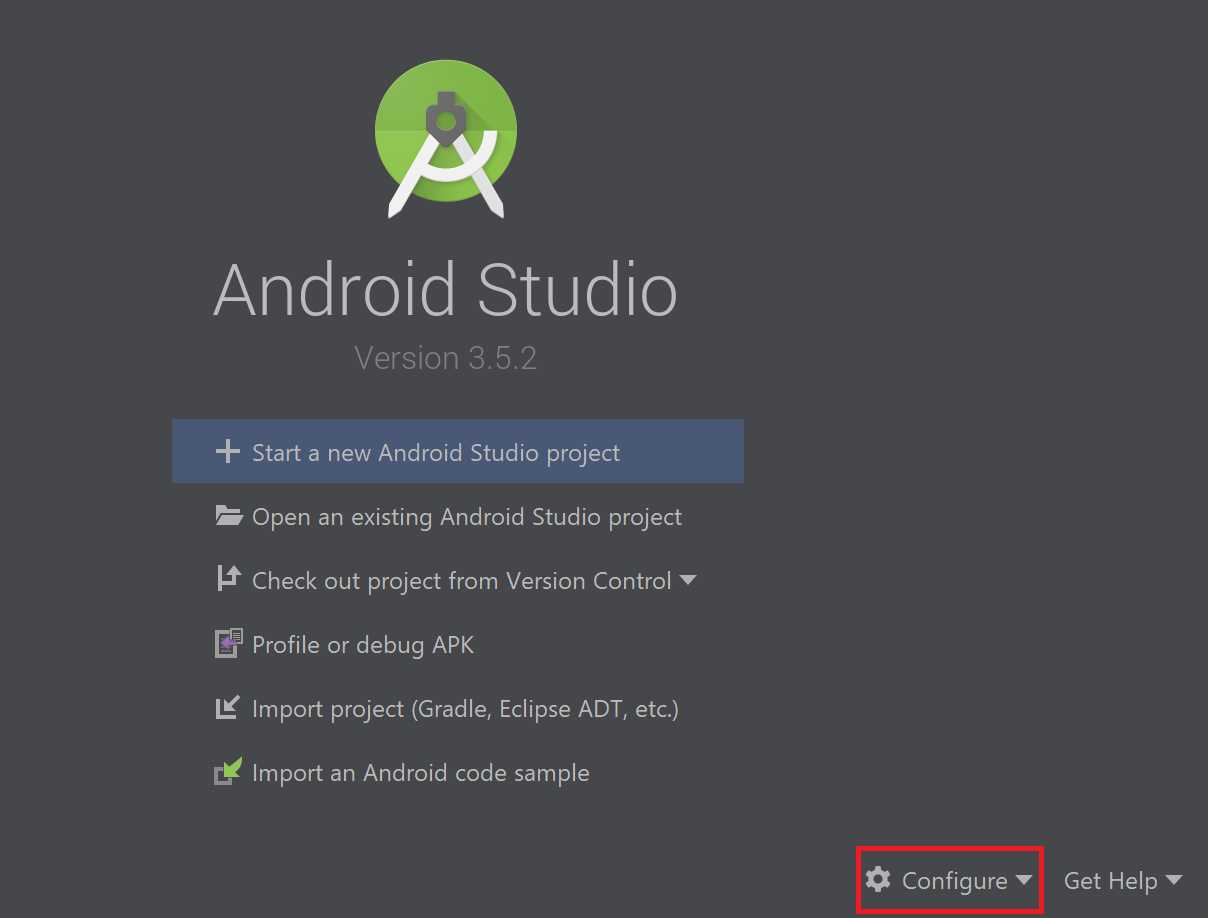 Android Studio
Version 3.5.2
Start a new Android Studio project
Open an existing Android Studio project
Check out project from Version Control
Profile or debug APK
Import project (Gradle, Eclipse ADT, etc.)
Import an Android code sample
Configure Get Help